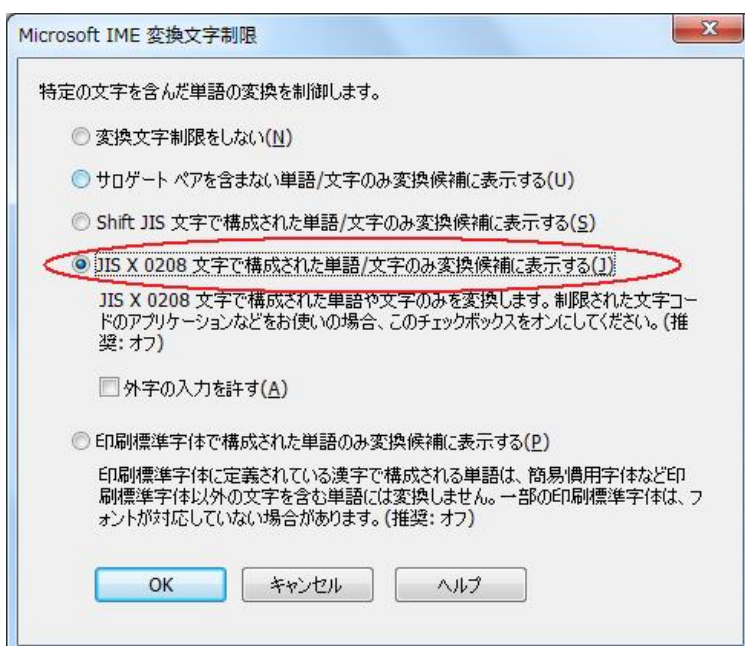 Microsoft IME 変換文字制限
特定の文字を含んだ単語の変換を制御します。
変換文字制限をしない(N)
サロゲート ペアを含まない単語/文字のみ変換候補に表示する(U)
Shift JIS 文字で構成された単語/文字のみ変換候補に表示する(S)
JIS X 0208 文字で構成された単語/文字のみ変換候補に表示する(J)
JIS X 0208 文字で構成された単語や文字のみを変換します。制限された文字コー
ドのアプリケーションなどをお使いの場合、このチェックボックスをオンにしてください。(推
奨: オフ)
外字の入力を許す(A)
印刷標準字体で構成された単語のみ変換候補に表示する(P)
印刷標準字体に定義されている漢字で構成される単語は、簡易慣用字体など印
刷標準字体以外の文字を含む単語には変換しません。一部の印刷標準字体は、フ
ォントが対応していない場合があります。(推奨: オフ)
OK キャンセル ヘルプ